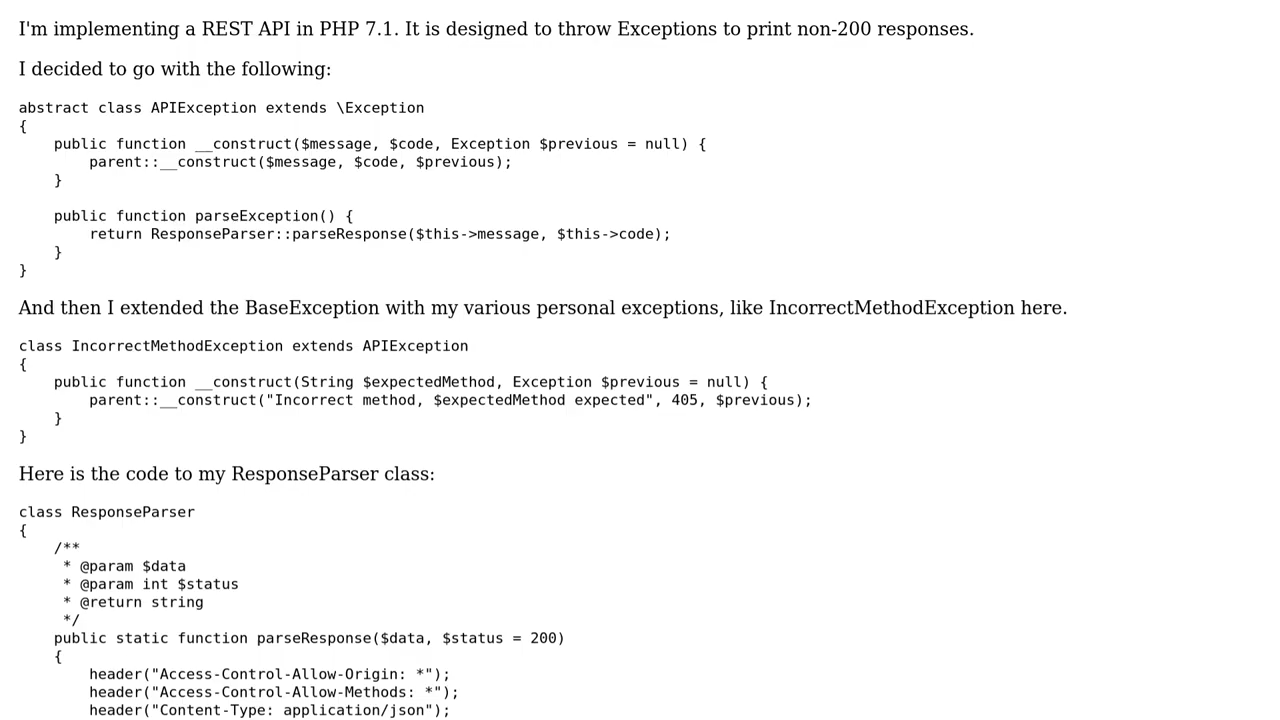 I'm implementing a REST API in PHP 7.1. It is designed to throw Exceptions to print non-200 responses.
I decided to go with the following:
abstract class APIException extends \Exception
{
    public function __construct($message, $code, Exception $previous = null) {
        parent::__construct($message, $code, $previous);
    }

    public function parseException() {
        return ResponseParser::parseResponse($this->message, $this->code);
    }
}
And then I extended the BaseException with my various personal exceptions, like IncorrectMethodException here.
class IncorrectMethodException extends APIException
{
    public function __construct(String $expectedMethod, Exception $previous = null) {
        parent::__construct("Incorrect method, $expectedMethod expected", 405, $previous);
    }
}
Here is the code to my ResponseParser class:
class ResponseParser
{
    /**
     * @param $data
     * @param int $status
     * @return string
     */
    public static function parseResponse($data, $status = 200)
    {
        header("Access-Control-Allow-Origin: *");
        header("Access-Control-Allow-Methods: *");
        header("Content-Type: application/json");